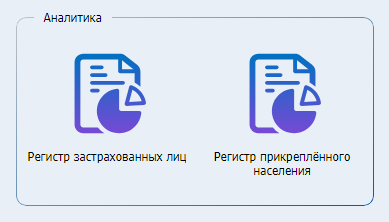 Аналитика
Регистр застрахованных лиц
Регистр прикреплённого
населения